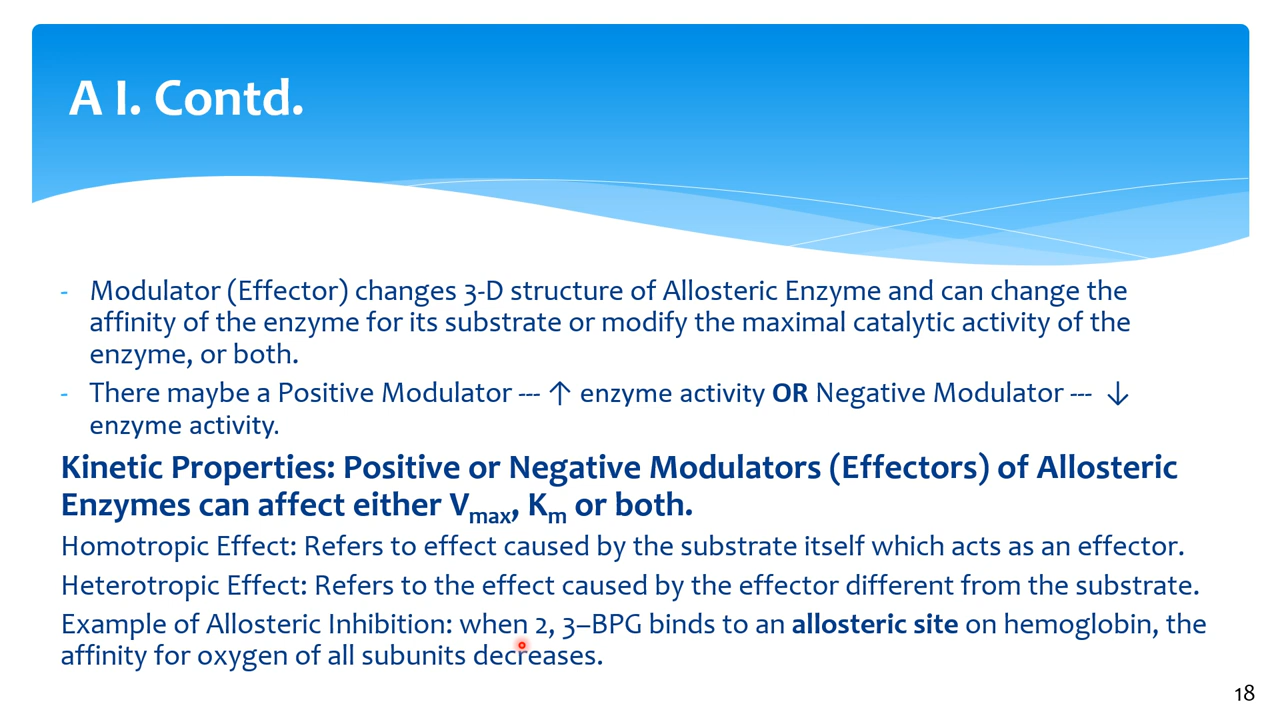 A I. Contd.
- Modulator (Effector) changes 3-D structure of Allosteric Enzyme and can change the
affinity of the enzyme for its substrate or modify the maximal catalytic activity of the
enzyme, or both.
- There maybe a Positive Modulator --- ↑ enzyme activity OR Negative Modulator --- ↓
enzyme activity.
Kinetic Properties: Positive or Negative Modulators (Effectors) of Allosteric
Enzymes can affect either Vmax, Km or both.
Homotropic Effect: Refers to effect caused by the substrate itself which acts as an effector.
Heterotropic Effect: Refers to the effect caused by the effector different from the substrate.
Example of Allosteric Inhibition: when 2, 3–BPG binds to an allosteric site on hemoglobin, the
affinity for oxygen of all subunits decreases.
18